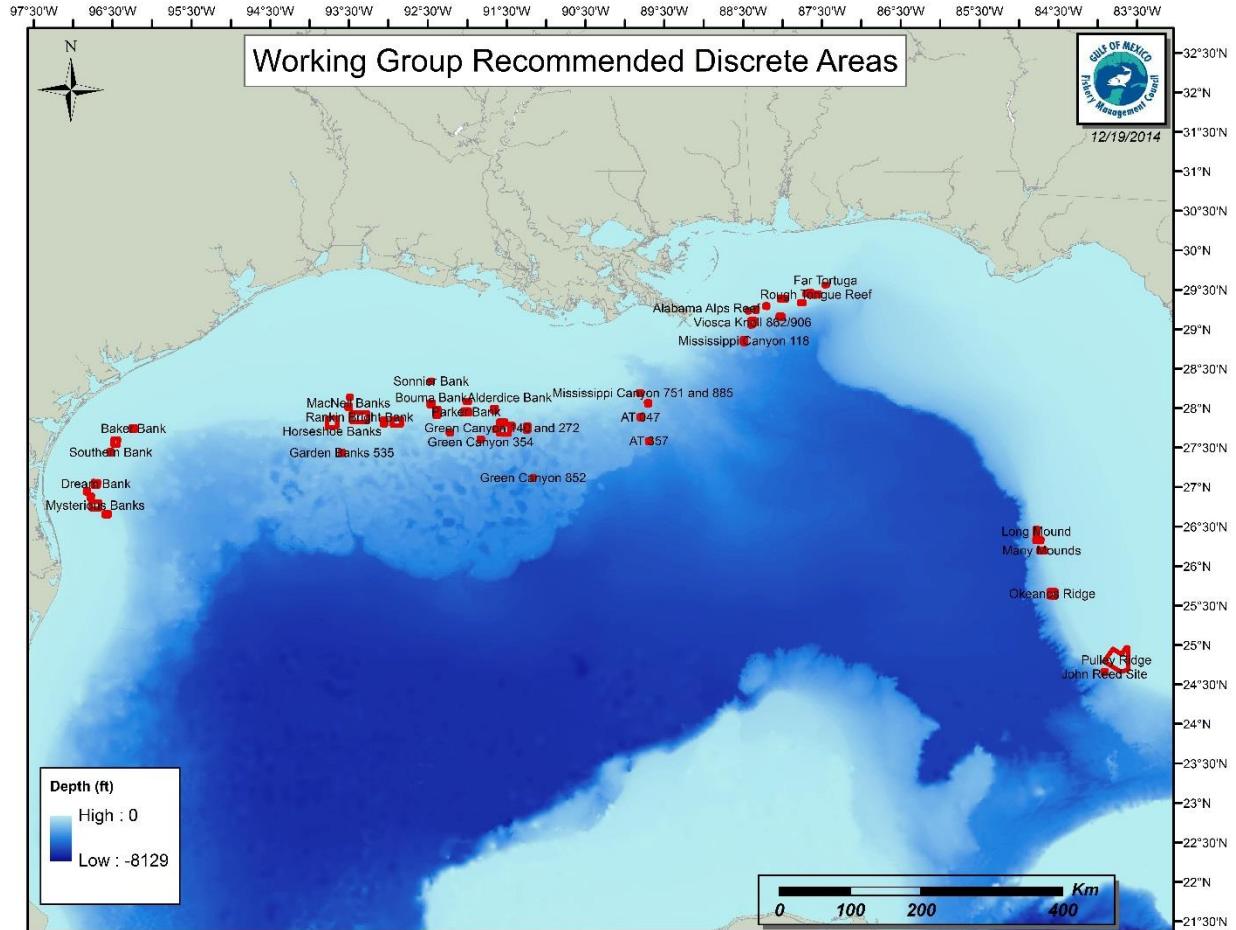 97°30'W 96°30'W 95°30'W 94°30'W 93°30'W 92°30'W 91°30'W 90°30'W 89°30'W 88°30'W 87°30'W 86°30'W 85°30'W 84°30'W 83°30'W
N
Working Group Recommended Discrete Areas
GULF OF MEXICO
Fishery Management Council
12/19/2014
32°30'N
32°N
31°30'N
31°N
30°30'N
30°N
29°30'N
29°N
28°30'N
28°N
27°30'N
27°N
26°30'N
26°N
25°30'N
25°N
24°30'N
24°N
23°30'N
23°N
22°30'N
22°N
21°30'N
Far Tortuga
Rough Tongue Reef
Alabama Alps Reef
Viosca Knoll 862/906
Mississippi Canyon 118
Sonnier Bank
Mississippi Canyon 751 and 885
Bouma Bank
Alderdice Bank
MacNeil Banks
Parker Bank
Rankin Bright Bank
AT 047
Baker Bank
Horseshoe Banks
Green Canyon 140 and 272
Green Canyon 354
AT 357
Southern Bank
Garden Banks 535
Green Canyon 852
Dream Bank
Mysterious Banks
Long Mound
Many Mounds
Okeanos Ridge
Pulley Ridge
John Reed Site
Depth (ft)
High : 0
Low : -8129
Km
0 100 200 400